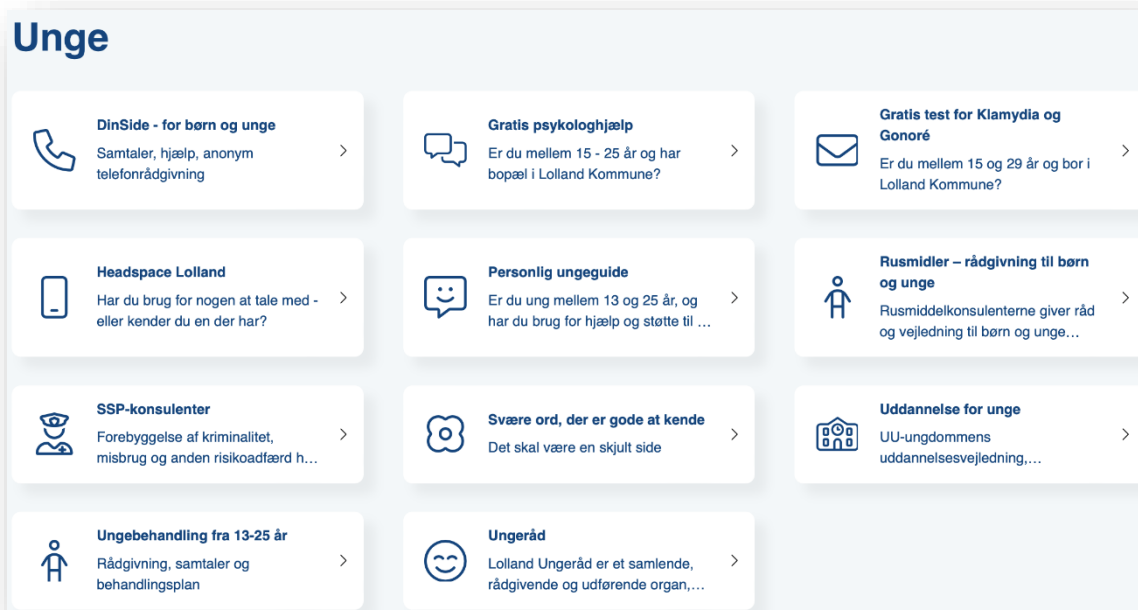 Unge
DinSide - for børn og unge
Samtaler, hjælp, anonym
telefonrådgivning
Gratis psykologhjælp
Er du mellem 15 - 25 år og har
bopæl i Lolland Kommune?
Gratis test for Klamydia og
Gonoré
Er du mellem 15 og 29 år og bor i
Lolland Kommune?
Headspace Lolland
Har du brug for nogen at tale med -
eller kender du en der har?
Personlig ungeguide
Er du ung mellem 13 og 25 år, og
har du brug for hjælp og støtte til ...
Rusmidler – rådgivning til børn
og unge
Rusmiddelkonsulenterne giver råd
og vejledning til børn og unge...
SSP-konsulenter
Forebyggelse af kriminalitet,
misbrug og anden risikoadfærd h...
Svære ord, der er gode at kende
Det skal være en skjult side
Uddannelse for unge
UU-ungdommens
uddannelsesvejledning,...
Ungebehandling fra 13-25 år
Rådgivning, samtaler og
behandlingsplan
Ungeråd
Lolland Ungeråd er et samlende,
rådgivende og udførende organ,...